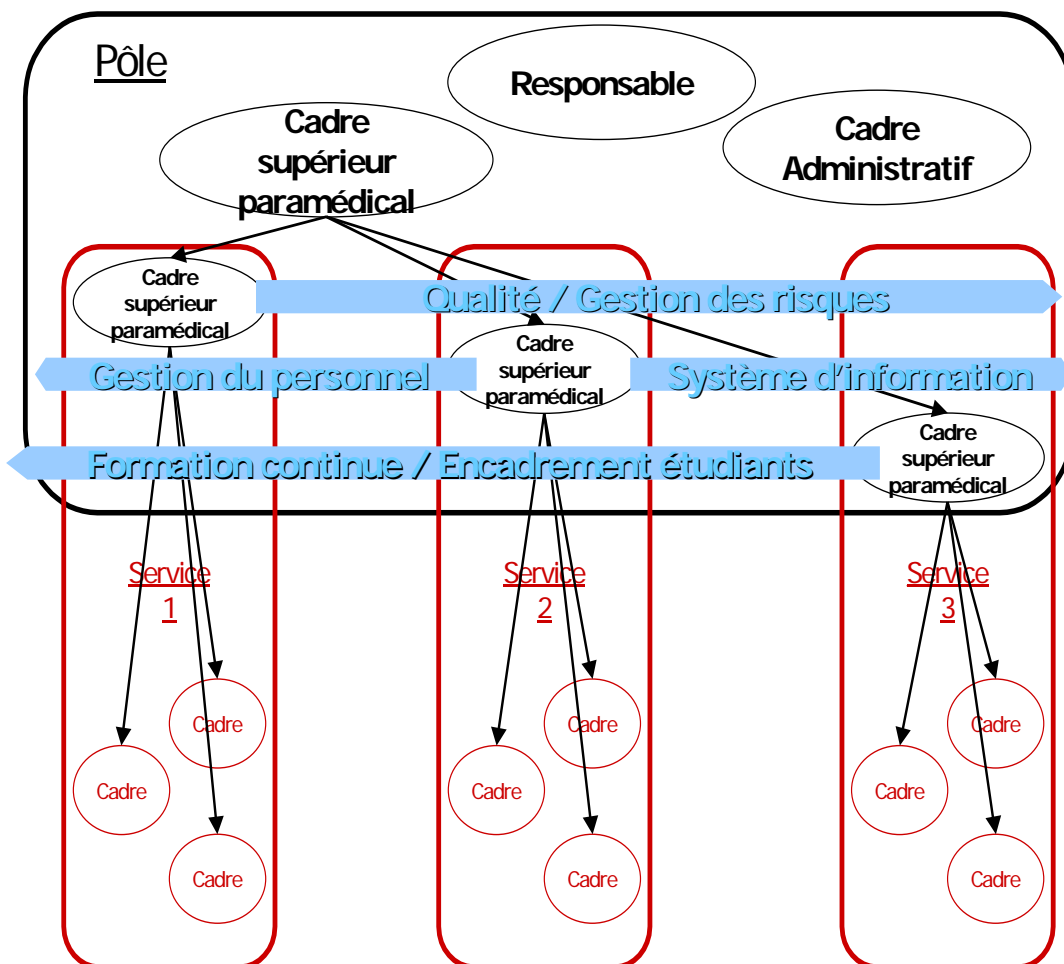 Pôle
Responsable
Cadre
supérieur
paramédical
Cadre
Administratif
Cadre
supérieur
paramédical
Qualité / Gestion des risques
Cadre
supérieur
paramédical
Gestion du personnel
Système d'information
Cadre
supérieur
paramédical
Formation continue / Encadrement étudiants
Service
1
Service
2
Service
3
Cadre
Cadre
Cadre
Cadre
Cadre
Cadre
Cadre
Cadre
Cadre